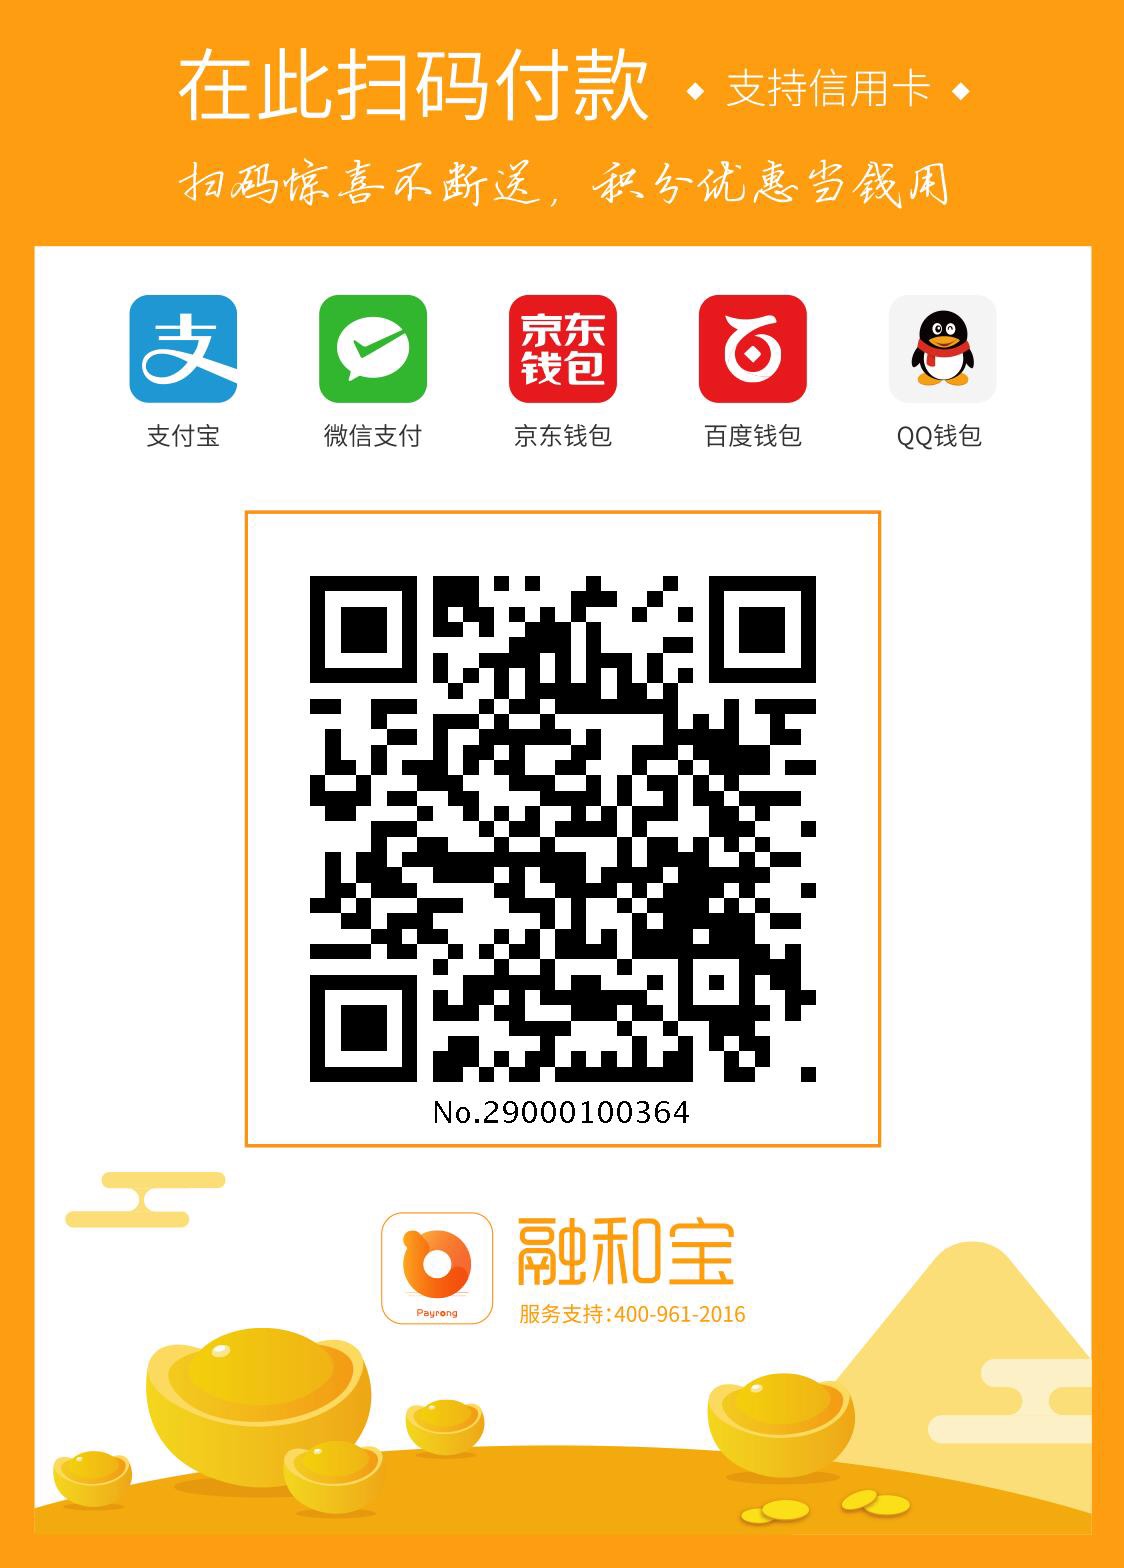 在此扫码付款 ◆ 支持信用卡 ◆
扫码惊喜不断送，积分优惠当钱用
支
京东
钱包
支付宝 微信支付 京东钱包 百度钱包 QQ钱包
No.29000100364
融和宝
Payrong
服务支持：400-961-2016